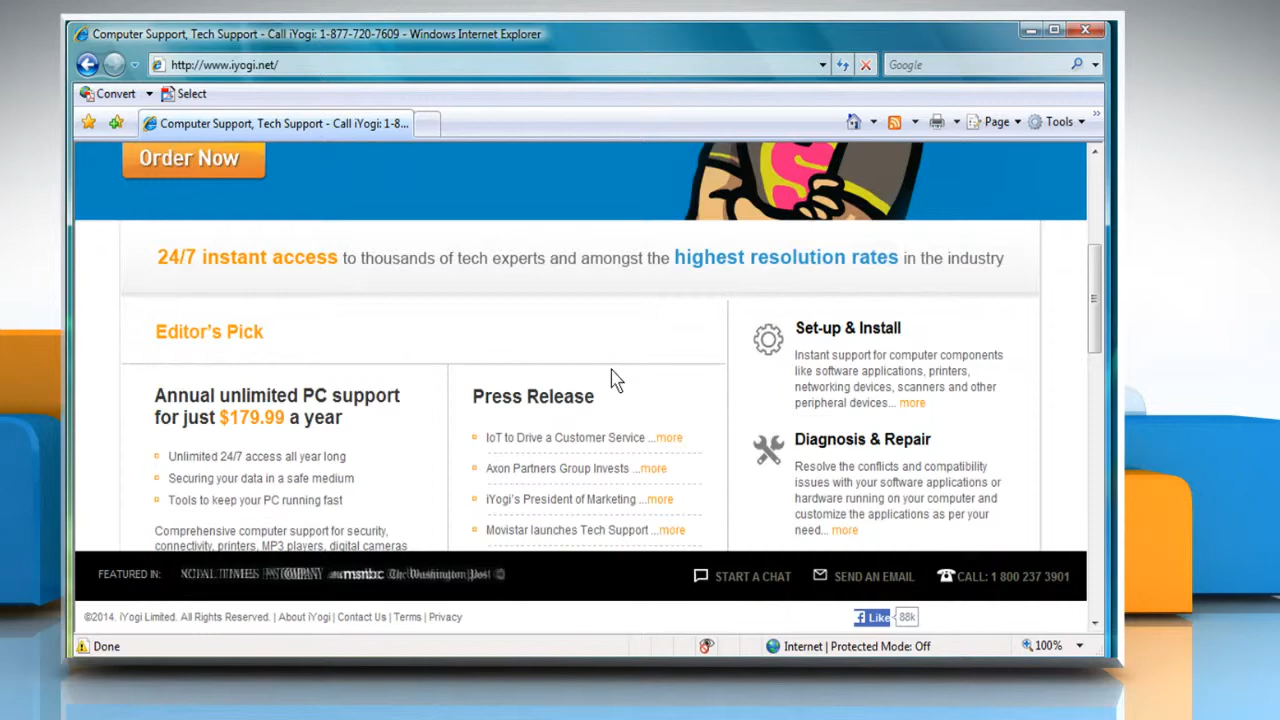 Computer Support, Tech Support - Call iYogi: 1-877-720-7609 - Windows Internet Explorer
http://www.iyogi.net/
Google
Convert Select
Computer Support, Tech Support - Call iYogi: 1-8...
Page Tools
Order Now
24/7 instant access to thousands of tech experts and amongst the highest resolution rates in the industry
Editor's Pick
Annual unlimited PC support
for just $179.99 a year
Unlimited 24/7 access all year long
Securing your data in a safe medium
Tools to keep your PC running fast
Comprehensive computer support for security,
connectivity, printers, MP3 players, digital cameras
Press Release
IoT to Drive a Customer Service ...more
Axon Partners Group Invests ...more
iYogi's President of Marketing ...more
Movistar launches Tech Support ...more
Set-up & Install
Instant support for computer components
like software applications, printers,
networking devices, scanners and other
peripheral devices... more
Diagnosis & Repair
Resolve the conflicts and compatibility
issues with your software applications or
hardware running on your computer and
customize the applications as per your
need... more
FEATURED IN: msnbc The Washington Post
START A CHAT SEND AN EMAIL CALL: 1 800 237 3901
©2014. iYogi Limited. All Rights Reserved. | About iYogi | Contact Us | Terms | Privacy
Like 88k
Done
Internet | Protected Mode: Off
100%